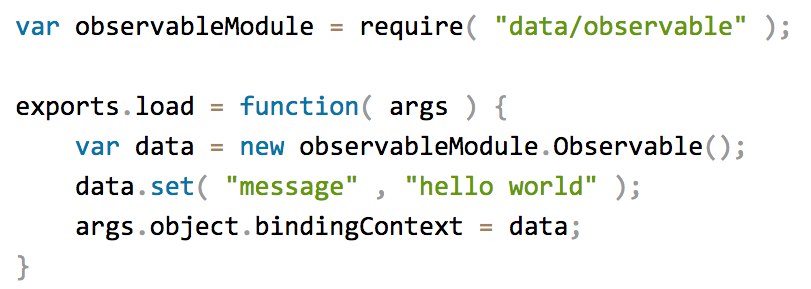 var observableModule = require( "data/observable" );
exports.load = function( args ) {
    var data = new observableModule.Observable();
    data.set( "message" , "hello world" );
    args.object.bindingContext = data;
}